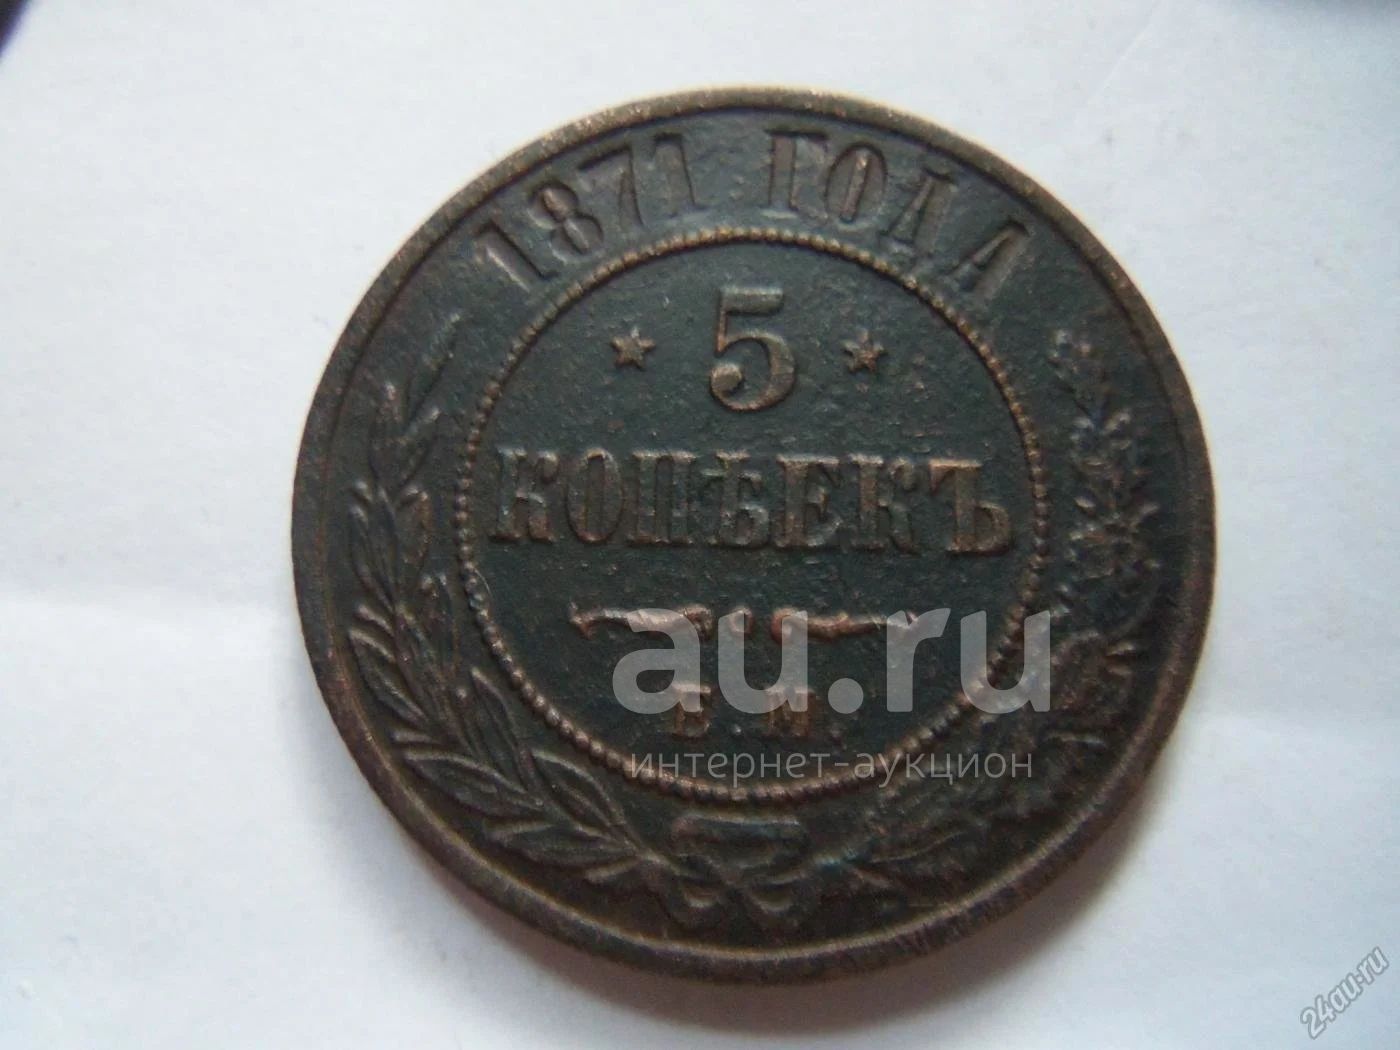 1871 ГОДА
* 5 *
КОПѢЕКЪ
Е.М.
au.ru
интернет-аукцион
24au.ru